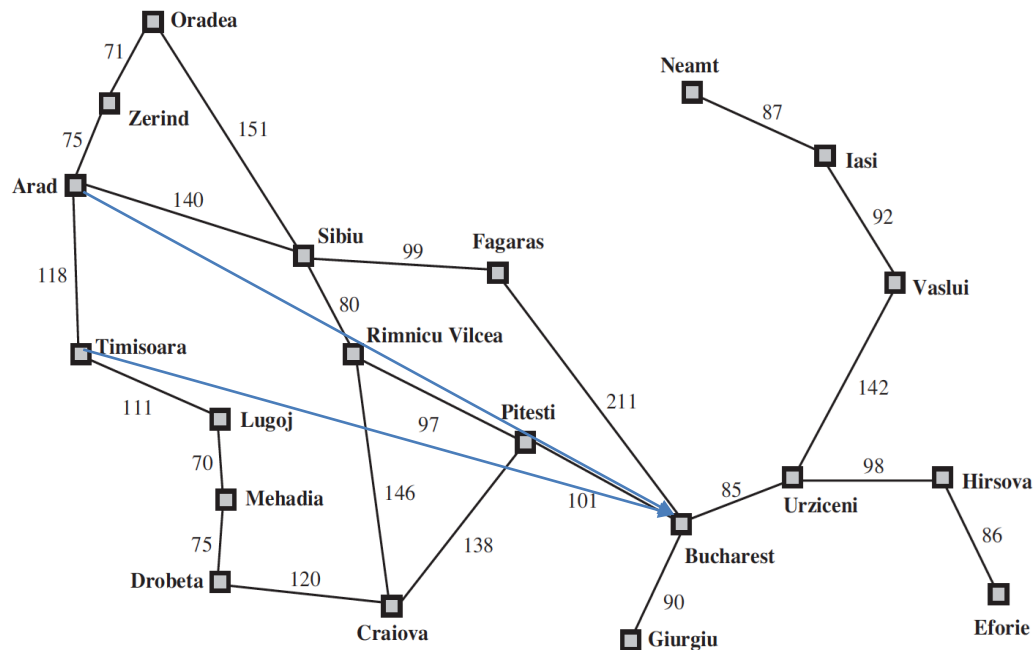 Oradea
71
Neamt
Zerind
87
75
151
Iasi
Arad
140
92
Sibiu
99
Fagaras
118
Vaslui
80
Timisoara
Rimnicu Vilcea
142
111
Lugoj
97
Pitesti
211
70
98
Mehadia
146
101
85
Urziceni
Hirsova
75
138
Bucharest
86
Drobeta
120
90
Craiova
Giurgiu
Eforie